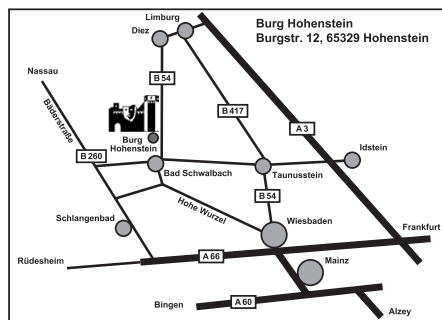 Burg Hohenstein
Burgstr. 12, 65329 Hohenstein
Limburg
Diez
Nassau
B 54
B 417
A 3
Bäderstraße
Burg
Hohenstein
Idstein
B 260
Bad Schwalbach
Taunusstein
B 54
Hohe Wurzel
Schlangenbad
Wiesbaden
Frankfurt
A 66
Rüdesheim
Mainz
A 60
Bingen
Alzey